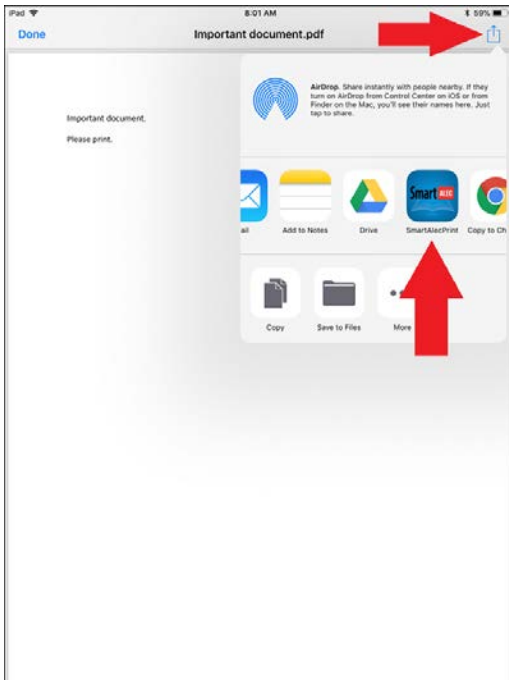 iPad 8:01 AM 59%
Done Important document.pdf
Important document.
Please print.
AirDrop. Share instantly with people nearby. If they
turn on AirDrop from Control Center on iOS or from
Finder on the Mac, you'll see their names here. Just
tap to share.
Smart ALEC
ail Add to Notes Drive SmartAlecPrint Copy to Ch
Copy Save to Files More